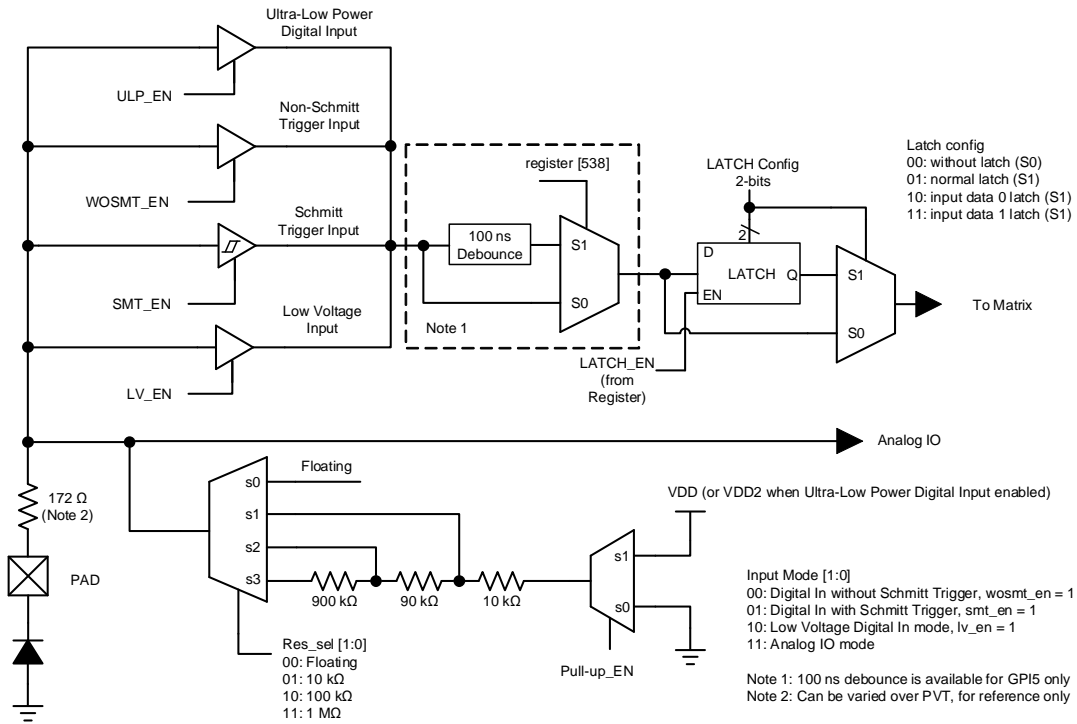 Ultra-Low Power
Digital Input
ULP_EN
Non-Schmitt
Trigger Input
WOSMT_EN
Schmitt
Trigger Input
SMT_EN
Low Voltage
Input
LV_EN
register [538]
100 ns
Debounce
S1
S0
Note 1
LATCH Config
2-bits
2
D
LATCH
Q
EN
LATCH_EN
(from
Register)
S1
S0
To Matrix
Latch config
00: without latch (S0)
01: normal latch (S1)
10: input data 0 latch (S1)
11: input data 1 latch (S1)
Analog IO
172 Ω
(Note 2)
PAD
Floating
s0
s1
s2
s3
900 kΩ
90 kΩ
10 kΩ
Res_sel [1:0]
00: Floating
01: 10 kΩ
10: 100 kΩ
11: 1 MΩ
VDD (or VDD2 when Ultra-Low Power Digital Input enabled)
s1
s0
Pull-up_EN
Input Mode [1:0]
00: Digital In without Schmitt Trigger, wosmt_en = 1
01: Digital In with Schmitt Trigger, smt_en = 1
10: Low Voltage Digital In mode, lv_en = 1
11: Analog IO mode
Note 1: 100 ns debounce is available for GPI5 only
Note 2: Can be varied over PVT, for reference only